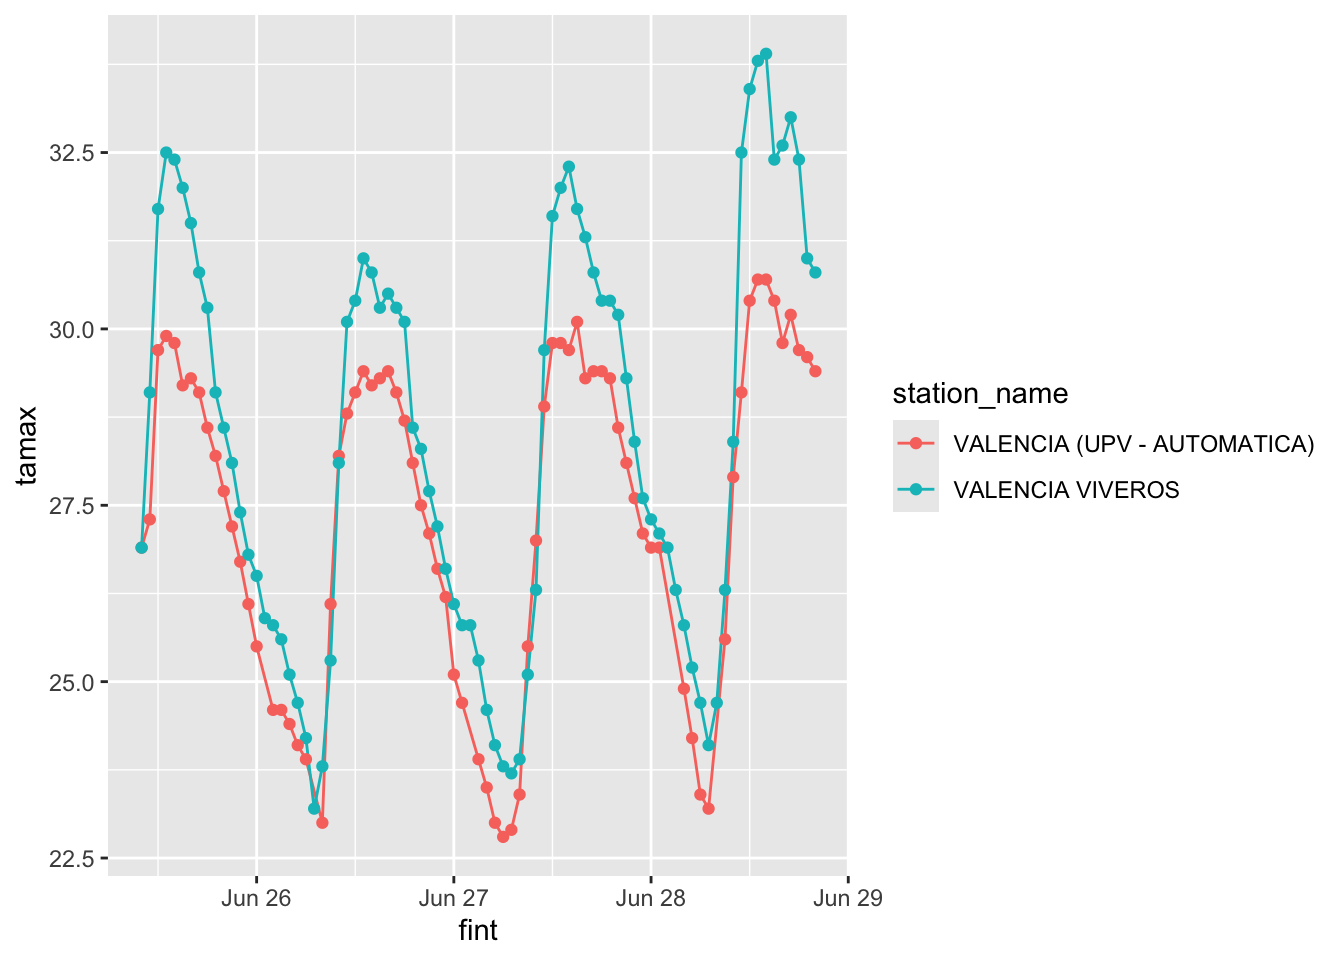 32.5
30.0
27.5
25.0
22.5
tamax
Jun 26
Jun 27
Jun 28
Jun 29
fint
station_name
VALENCIA (UPV - AUTOMATICA)
VALENCIA VIVEROS